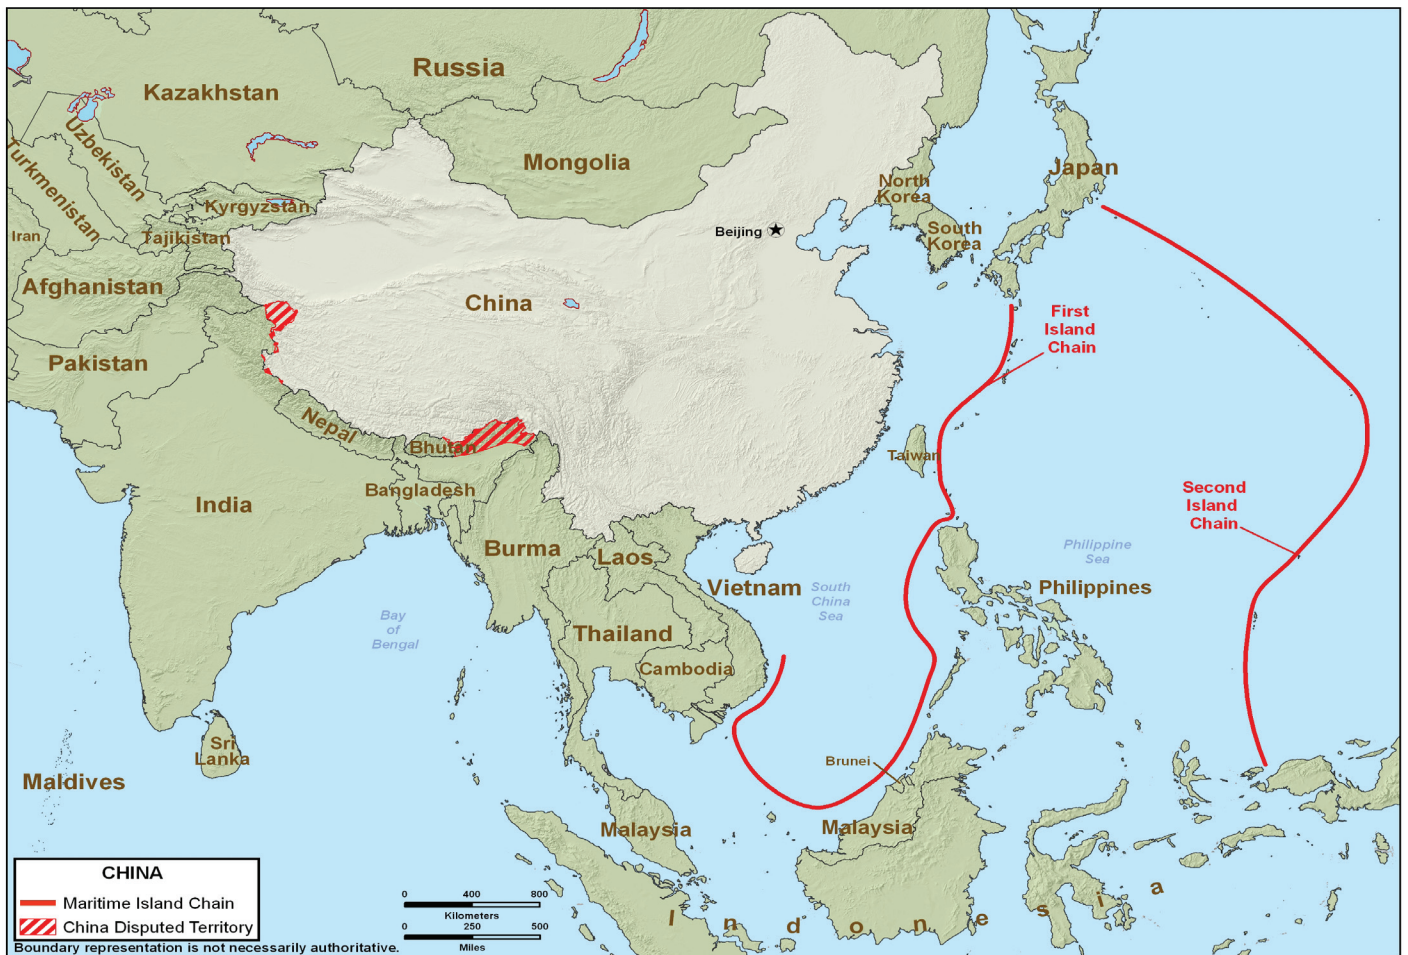 Russia
Kazakhstan
Uzbekistan
Turkmenistan
Mongolia
Japan
North
Korea
Kyrgyzstan
Iran
Tajikistan
Beijing
South
Korea
Afghanistan
China
First
Island
Chain
Pakistan
Nepal
Bhutan
Taiwan
India
Bangladesh
Second
Island
Chain
Burma
Laos
Philippine
Sea
Vietnam
South
China
Sea
Philippines
Bay
of
Bengal
Thailand
Cambodia
Sri
Lanka
Maldives
Brunei
Malaysia
Malaysia
Indonesia
CHINA
Maritime Island Chain
China Disputed Territory
Boundary representation is not necessarily authoritative.
0 400 800
Kilometers
0 250 500
Miles